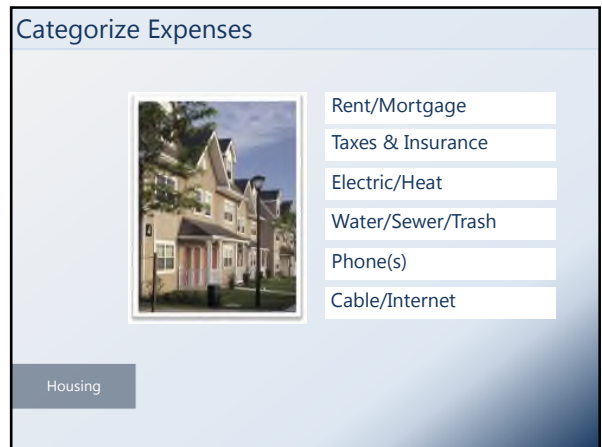 Categorize Expenses
Rent/Mortgage
Taxes & Insurance
Electric/Heat
Water/Sewer/Trash
Phone(s)
Cable/Internet
Housing